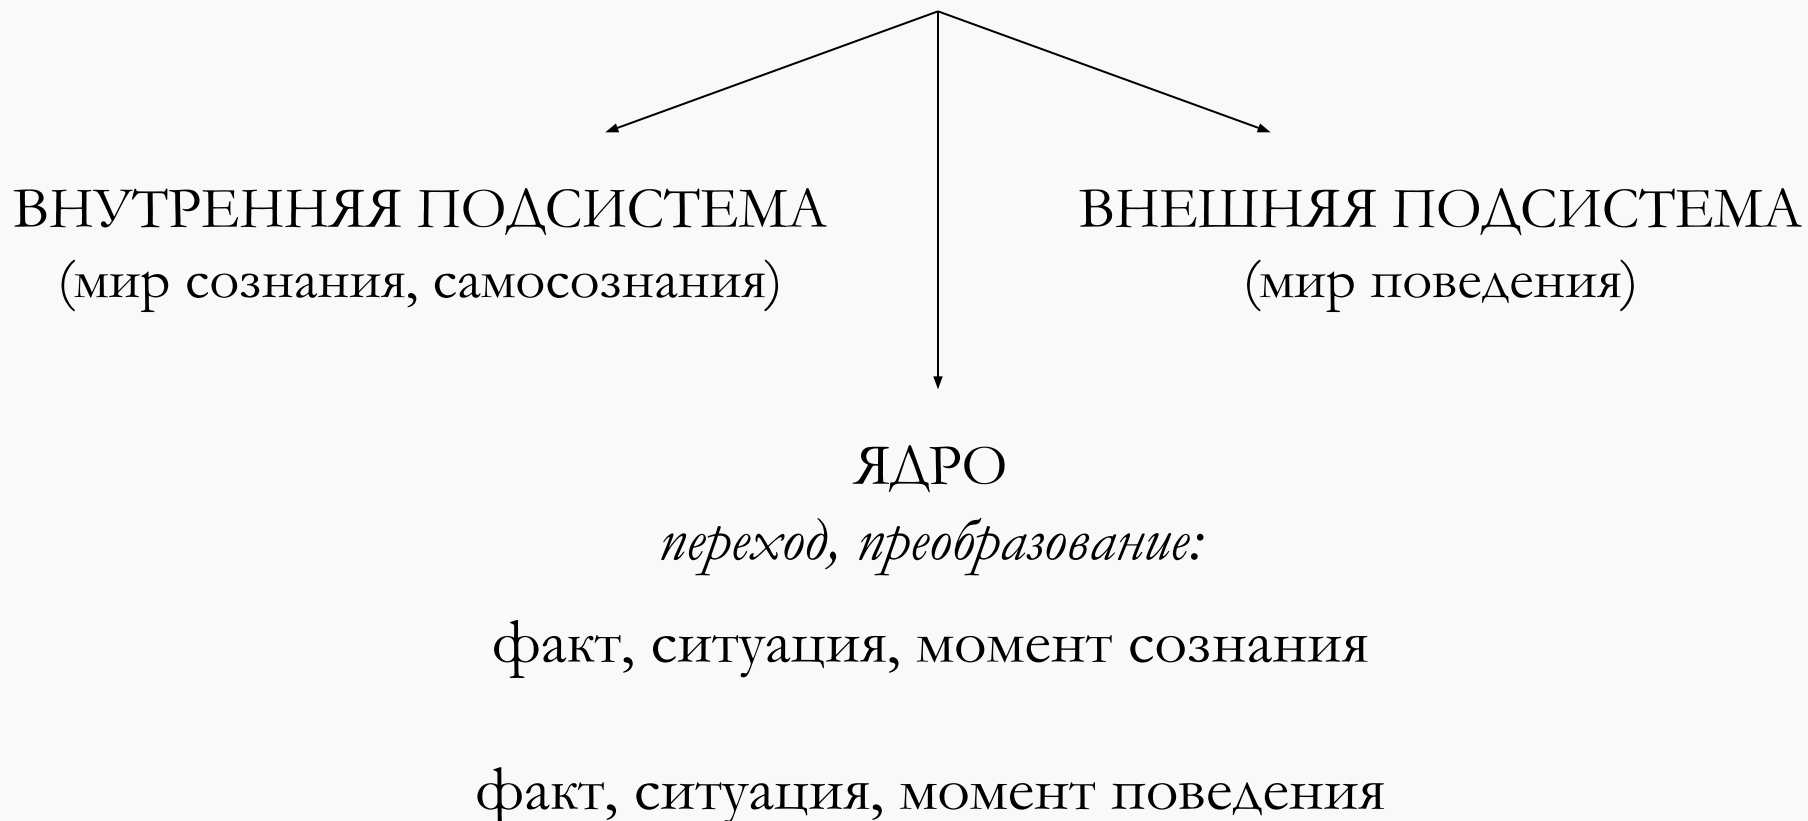 ВНУТРЕННЯЯ ПОДСИСТЕМА
(мир сознания, самосознания)
ВНЕШНЯЯ ПОДСИСТЕМА
(мир поведения)
ЯДРО
переход, преобразование:
факт, ситуация, момент сознания
факт, ситуация, момент поведения